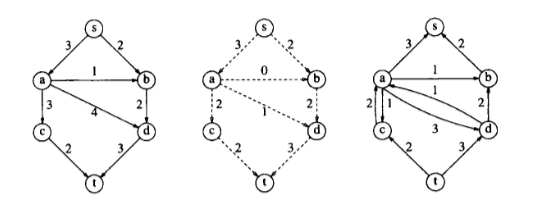 s s s
3 2 3 2 3 2
a 1 b a 0 b a 1 b
1
3 4 2 2 1 2 2 1 3 2
c d c d c d
2 3 2 3 2 3
t t t